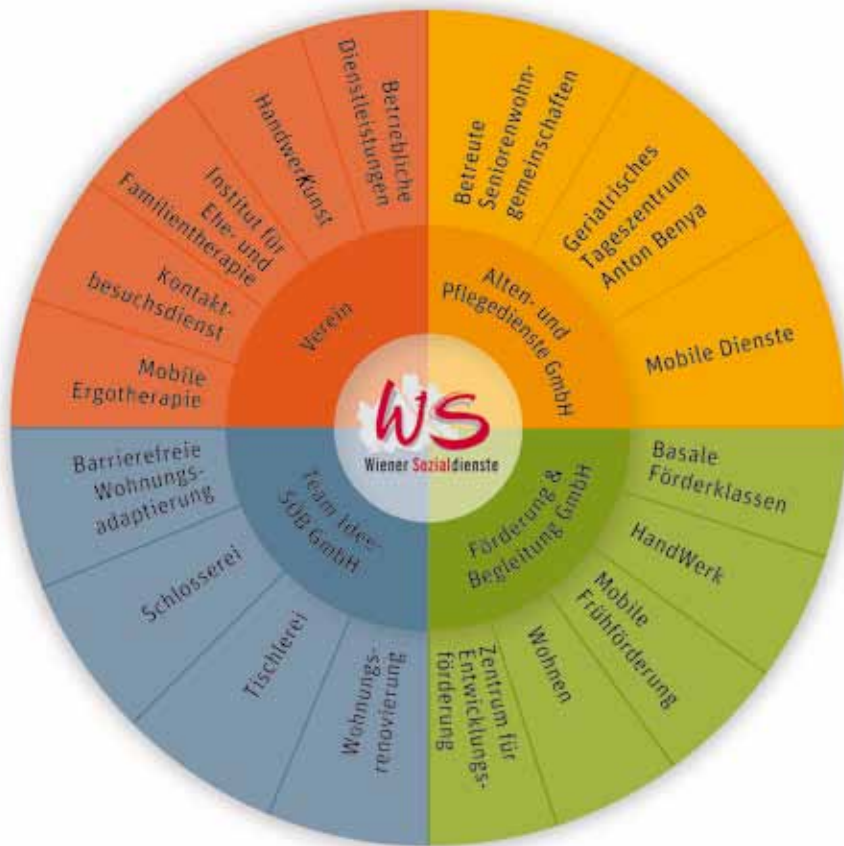 Betriebliche
Dienstleistungen
HandwerKunst
Institut für
Ehe- und
Familientherapie
Kontakt-
besuchsdienst
Mobile
Ergotherapie
Verein
Betreute
Seniorenwohn-
gemeinschaften
Geriatrisches
Tageszentrum
Anton Benya
Mobile Dienste
Alten- und
Pflegedienste GmbH
WS
Wiener Sozialdienste
Barrierefreie
Wohnungs-
adaptierung
Schlosserei
Tischlerei
Wohnungs-
renovierung
Team Idee
SÖB GmbH
Förderung &
Begleitung GmbH
Basale
Förderklassen
HandWerk
Mobile
Frühförderung
Wohnen
Zentrum für
Entwicklungs-
förderung